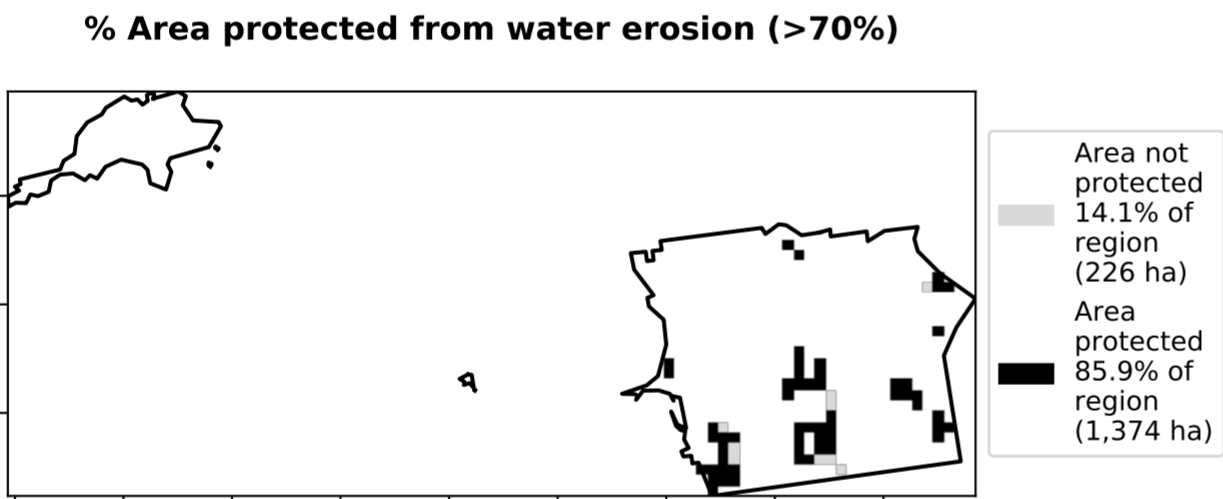 % Area protected from water erosion (>70%)
Area not
protected
14.1% of
region
(226 ha)
Area
protected
85.9% of
region
(1,374 ha)